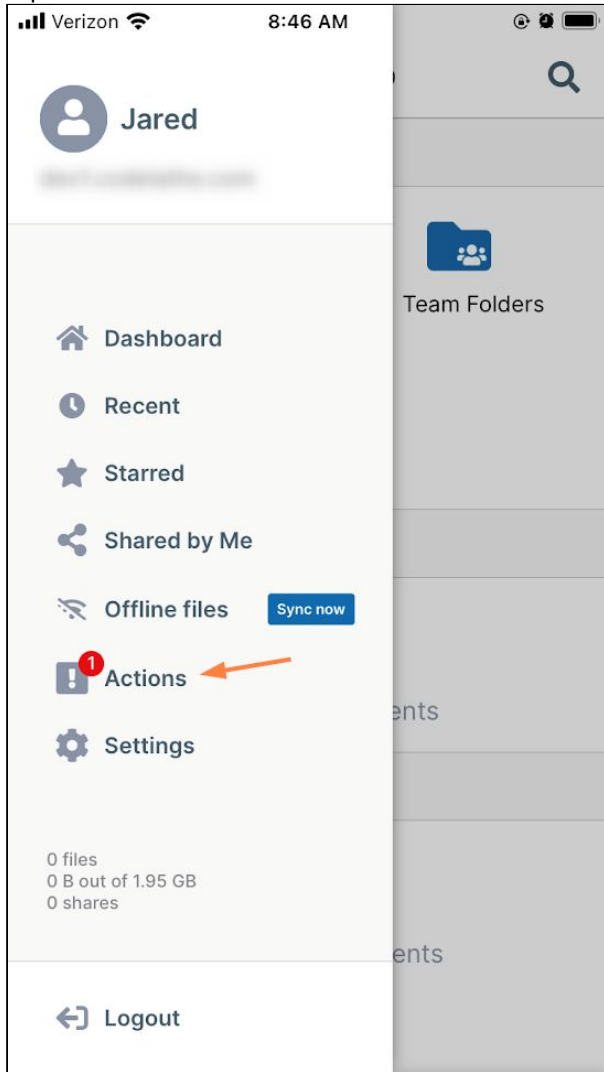 Verizon 8:46 AM
Jared
Team Folders
Dashboard
Recent
Starred
Shared by Me
Offline files Sync now
1
Actions
ents
Settings
0 files
0 B out of 1.95 GB
0 shares
ents
Logout